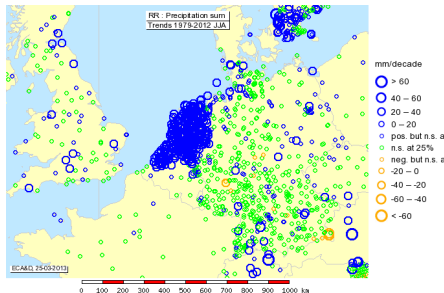 RR : Precipitation sum
Trends 1979-2012 JJA
mm/decade
> 60
40 – 60
20 – 40
0 – 20
pos. but n.s. a
n.s. at 25%
neg. but n.s. a
-20 – 0
-40 – -20
-60 – -40
< -60
ECA&D, 25-03-2013
0 100 200 300 400 500 600 700 800 900 1000 km